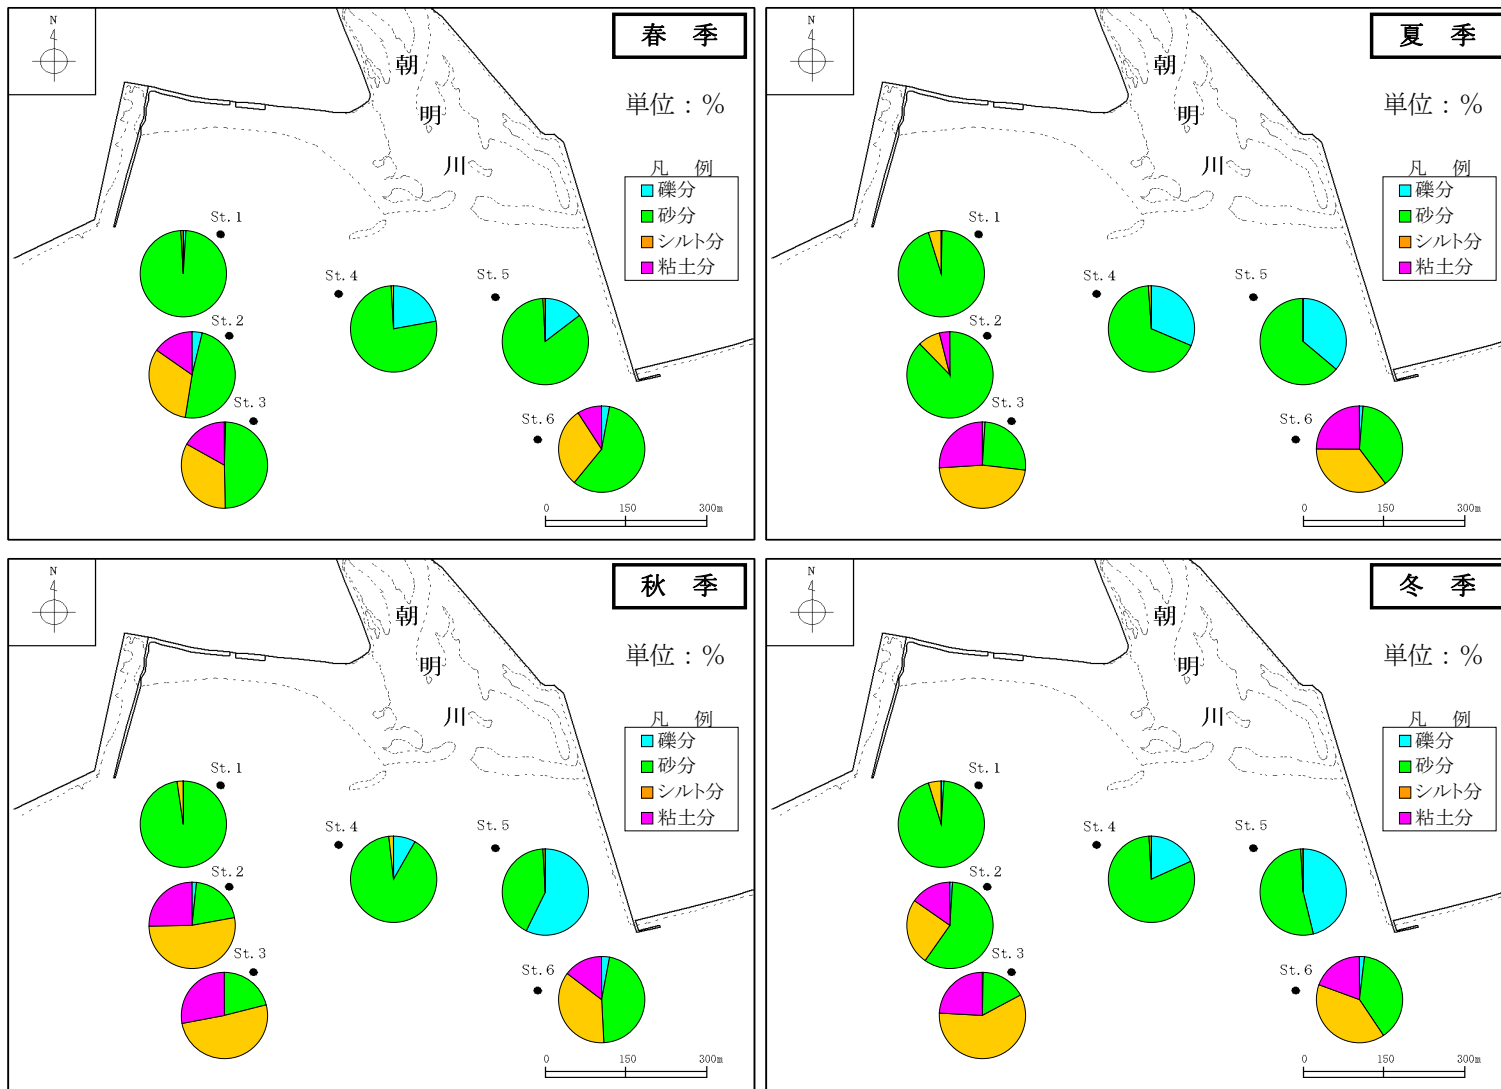 N
春 季
朝
明
川
単位：%
凡 例
礫分
砂分
シルト分
粘土分
St.1
St.2
St.3
St.4
St.5
St.6
0 150 300m
N
夏 季
朝
明
川
単位：%
凡 例
礫分
砂分
シルト分
粘土分
St.1
St.2
St.3
St.4
St.5
St.6
0 150 300m
N
秋 季
朝
明
川
単位：%
凡 例
礫分
砂分
シルト分
粘土分
St.1
St.2
St.3
St.4
St.5
St.6
0 150 300m
N
冬 季
朝
明
川
単位：%
凡 例
礫分
砂分
シルト分
粘土分
St.1
St.2
St.3
St.4
St.5
St.6
0 150 300m